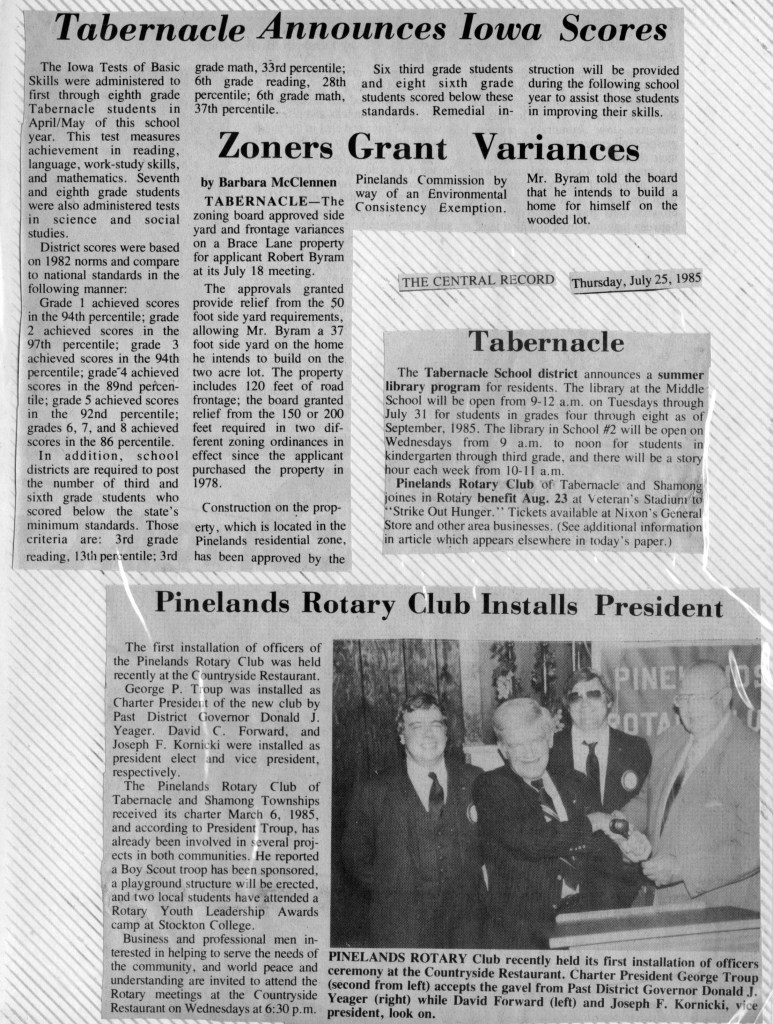 Tabernacle Announces Iowa Scores
The Iowa Tests of Basic
Skills were administered to
first through eighth grade
Tabernacle students in
April/May of this school
year. This test measures
achievement in reading,
language, work-study skills,
and mathematics. Seventh
and eighth grade students
were also administered tests
in science and social
studies.
District scores were based
on 1982 norms and compare
to national standards in the
following manner:
Grade 1 achieved scores
in the 94th percentile; grade
2 achieved scores in the
97th percentile; grade 3
achieved scores in the 94th
percentile; grade 4 achieved
scores in the 89nd percen-
tile; grade 5 achieved scores
in the 92nd percentile;
grades 6, 7, and 8 achieved
scores in the 86 percentile.
In addition, school
districts are required to post
the number of third and
sixth grade students who
scored below the state's
minimum standards. Those
criteria are: 3rd grade
reading, 13th percentile; 3rd
grade math, 33rd percentile;
6th grade reading, 28th
percentile; 6th grade math,
37th percentile.
Six third grade students
and eight sixth grade
students scored below these
standards. Remedial in-
struction will be provided
during the following school
year to assist those students
in improving their skills.
Zoners Grant Variances
by Barbara McClennen
TABERNACLE—The
zoning board approved side
yard and frontage variances
on a Brace Lane property
for applicant Robert Byram
at its July 18 meeting.
The approvals granted
provide relief from the 50
foot side yard requirements,
allowing Mr. Byram a 37
foot side yard on the home
he intends to build on the
two acre lot. The property
includes 120 feet of road
frontage; the board granted
relief from the 150 or 200
feet required in two dif-
ferent zoning ordinances in
effect since the applicant
purchased the property in
1978.
Construction on the prop-
erty, which is located in the
Pinelands residential zone,
has been approved by the
Pinelands Commission by
way of an Environmental
Consistency Exemption.
Mr. Byram told the board
that he intends to build a
home for himself on the
wooded lot.
THE CENTRAL RECORD
Thursday, July 25, 1985
Tabernacle
The Tabernacle School district announces a summer
library program for residents. The library at the Middle
School will be open from 9-12 a.m. on Tuesdays through
July 31 for students in grades four through eight as of
September, 1985. The library in School #2 will be open on
Wednesdays from 9 a.m. to noon for students in
kindergarten through third grade, and there will be a story
hour each week from 10-11 a.m.
Pinelands Rotary Club of Tabernacle and Shamong
joines in Rotary benefit Aug. 23 at Veteran's Stadium to
"Strike Out Hunger." Tickets available at Nixon's General
Store and other area businesses. (See additional information
in article which appears elsewhere in today's paper.)
Pinelands Rotary Club Installs President
The first installation of officers of
the Pinelands Rotary Club was held
recently at the Countryside Restaurant.
George P. Troup was installed as
Charter President of the new club by
Past District Governor Donald J.
Yeager. David C. Forward, and
Joseph F. Kornicki were installed as
president elect and vice president,
respectively.
The Pinelands Rotary Club of
Tabernacle and Shamong Townships
received its charter March 6, 1985,
and according to President Troup, has
already been involved in several proj-
ects in both communities. He reported
a Boy Scout troop has been sponsored,
a playground structure will be erected,
and two local students have attended a
Rotary Youth Leadership Awards
camp at Stockton College.
Business and professional men in-
terested in helping to serve the needs of
the community, and world peace and
understanding are invited to attend the
Rotary meetings at the Countryside
Restaurant on Wednesdays at 6:30 p.m.
PINELANDS ROTARY Club recently held its first installation of officers
ceremony at the Countryside Restaurant. Charter President George Troup
(second from left) accepts the gavel from Past District Governor Donald J.
Yeager (right) while David Forward (left) and Joseph F. Kornicki, vice
president, look on.